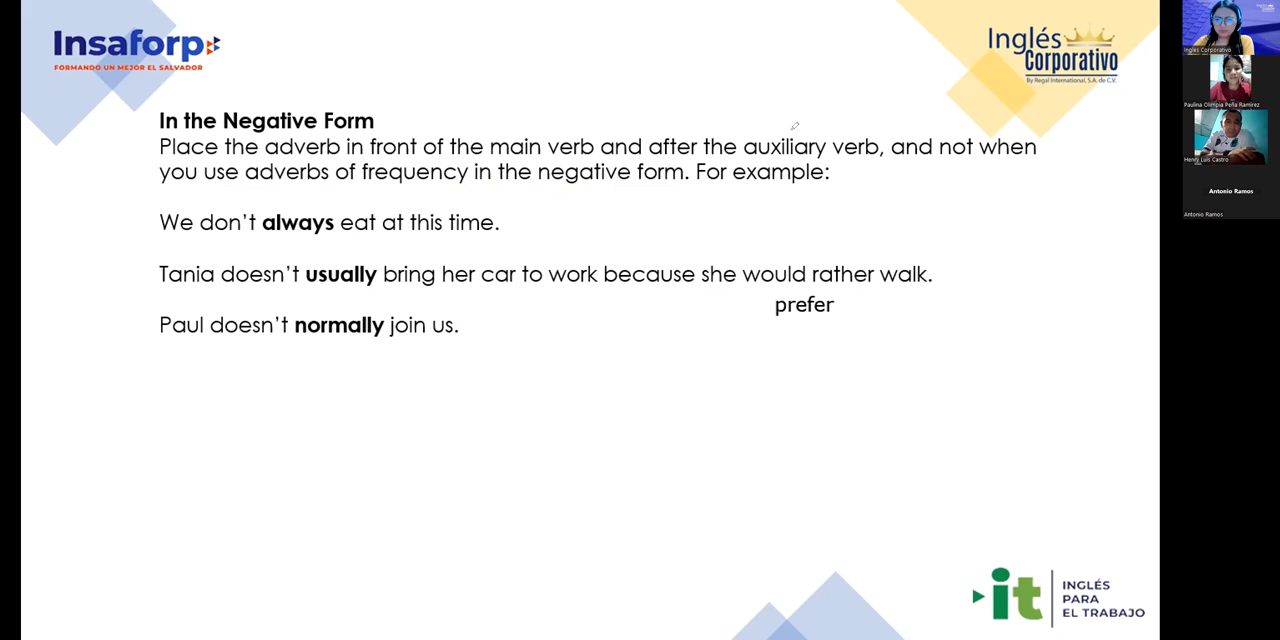 Insaforp
FORMANDO UN MEJOR EL SALVADOR
Inglés
Corporativo
By Regal International, S.A. de C.V.
In the Negative Form
Place the adverb in front of the main verb and after the auxiliary verb, and not when
you use adverbs of frequency in the negative form. For example:
We don't always eat at this time.
Tania doesn't usually bring her car to work because she would rather walk.
prefer
Paul doesn't normally join us.
it
INGLÉS
PARA
EL TRABAJO
Inglés Corporativo
Paulina Olimpia Peña Ramirez
Henry Luis Castro
Antonio Ramos
Antonio Ramos